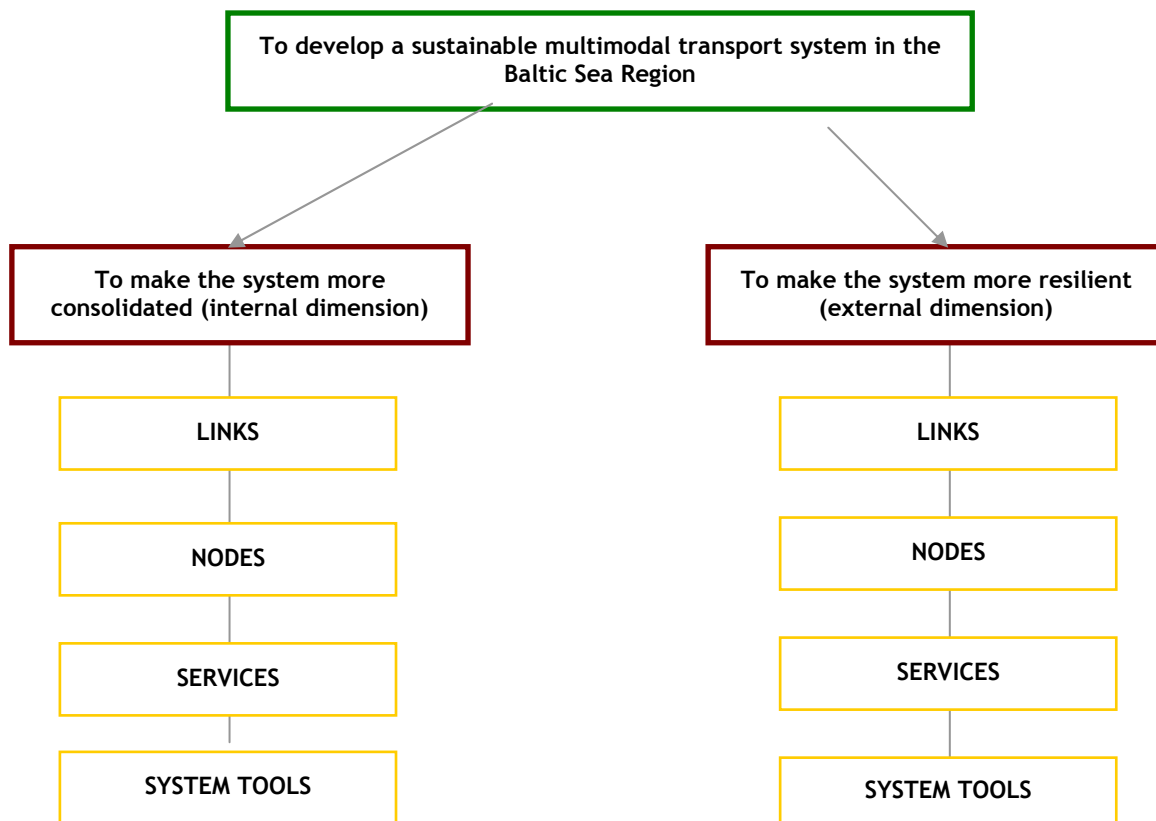 To develop a sustainable multimodal transport system in the
Baltic Sea Region
To make the system more
consolidated (internal dimension)
To make the system more resilient
(external dimension)
LINKS
LINKS
NODES
NODES
SERVICES
SERVICES
SYSTEM TOOLS
SYSTEM TOOLS